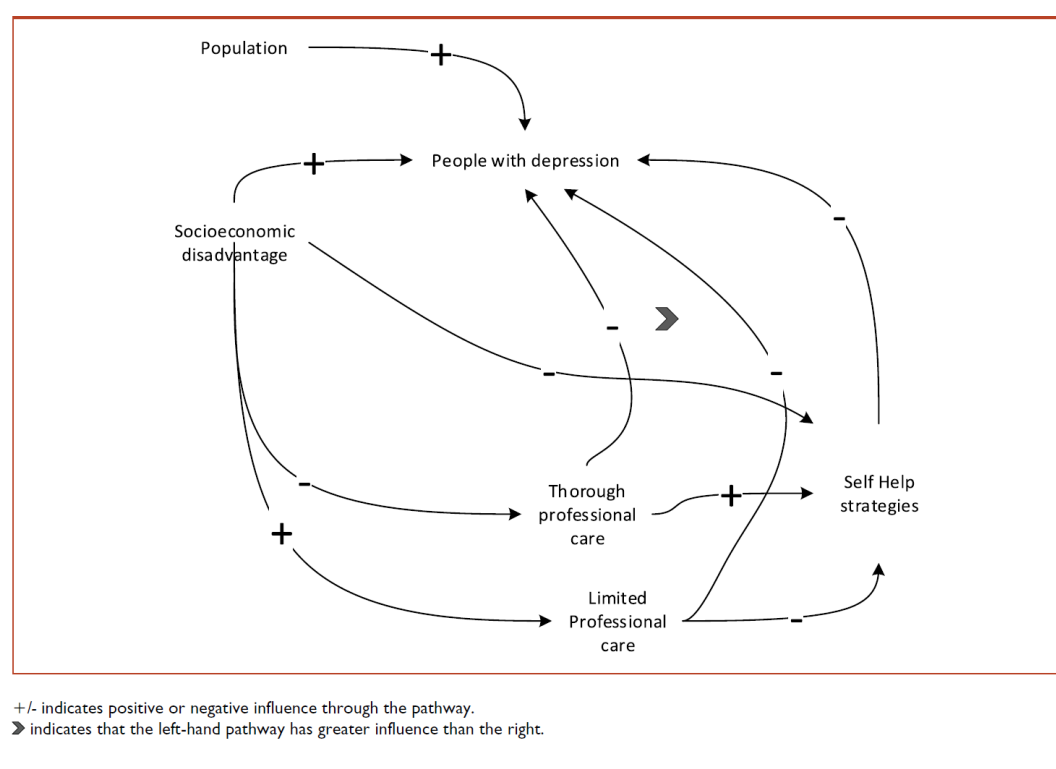 Population
+
People with depression
+
-
Socioeconomic
disadvantage
-
-
-
-
+
Thorough
professional
care
+
Self Help
strategies
+
Limited
Professional
care
-
+/- indicates positive or negative influence through the pathway.
indicates that the left-hand pathway has greater influence than the right.